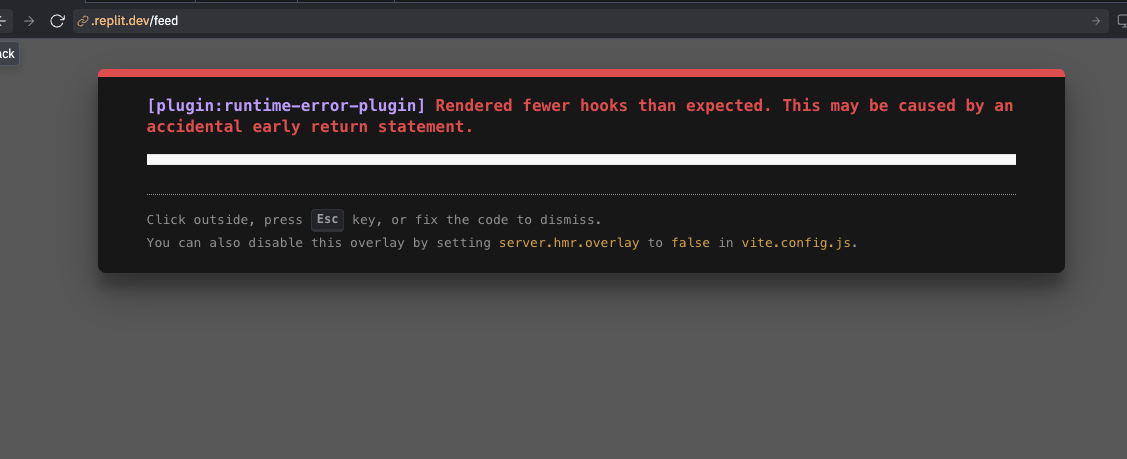 .replit.dev/feed
ack
[plugin:runtime-error-plugin] Rendered fewer hooks than expected. This may be caused by an
accidental early return statement.
Click outside, press Esc key, or fix the code to dismiss.
You can also disable this overlay by setting server.hmr.overlay to false in vite.config.js.